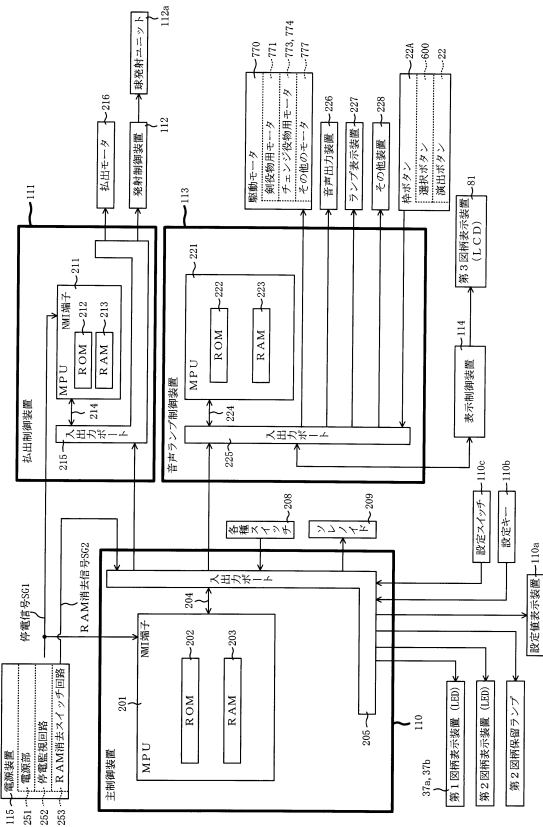 115
電源装置
251
電源部
252
停電監視回路
253
RAM消去スイッチ回路
停電信号SG1
RAM消去信号SG2
主制御装置
110
201
MPU
NMI端子
ROM
202
RAM
203
204
入出力ポート
205
各種スイッチ
208
ソレノイド
209
37a, 37b
第1図柄表示装置(LED)
第2図柄表示装置(LED)
第2図柄保留ランプ
設定値表示装置
110a
設定キー
110b
設定スイッチ
110c
払出制御装置
111
211
MPU
NMI端子
ROM
212
RAM
213
214
215
入出力ポート
払出モータ
216
発射制御装置
112
球発射ユニット
112a
音声ランプ制御装置
113
221
MPU
ROM
222
RAM
223
224
225
入出力ポート
駆動モータ
770
剣役物用モータ
771
チェンジ役物用モータ
773, 774
その他のモータ
777
音声出力装置
226
ランプ表示装置
227
その他装置
228
枠ボタン
22A
選択ボタン
600
演出ボタン
22
表示制御装置
114
第3図柄表示装置
(LCD)
81